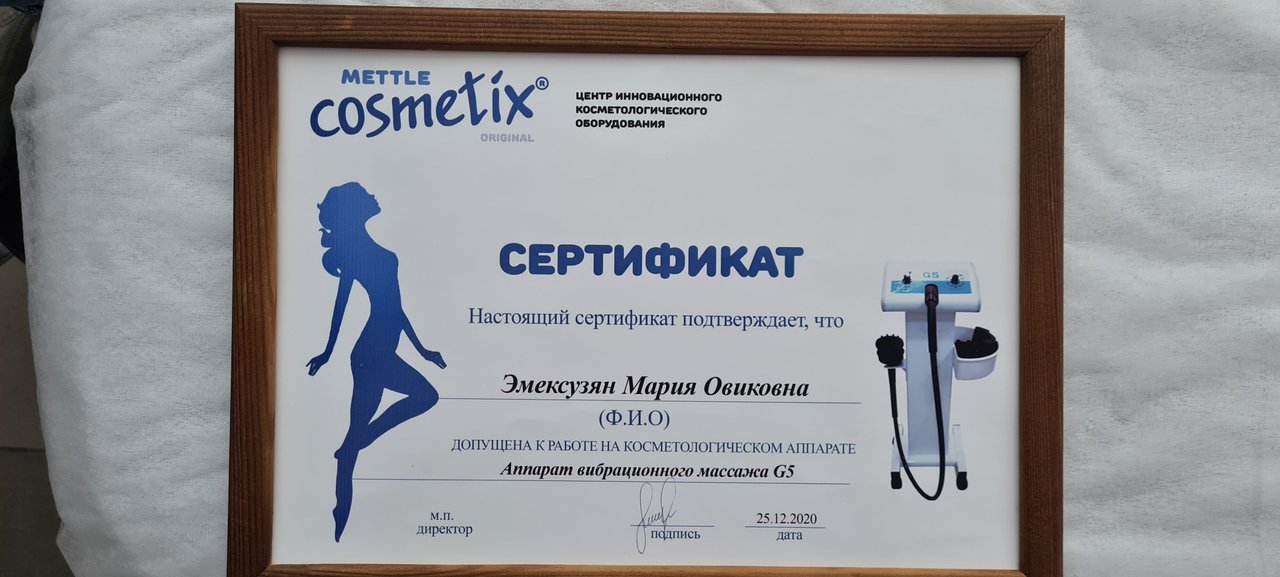 METTLE
cosmetix®
ORIGINAL
ЦЕНТР ИННОВАЦИОННОГО
КОСМЕТОЛОГИЧЕСКОГО
ОБОРУДОВАНИЯ
СЕРТИФИКАТ
Настоящий сертификат подтверждает, что
G5
Эмексузян Мария Овиковна
(Ф.И.О)
ДОПУЩЕНА К РАБОТЕ НА КОСМЕТОЛОГИЧЕСКОМ АППАРАТЕ
Аппарат вибрационного массажа G5
м.п.
директор
подпись
25.12.2020
дата